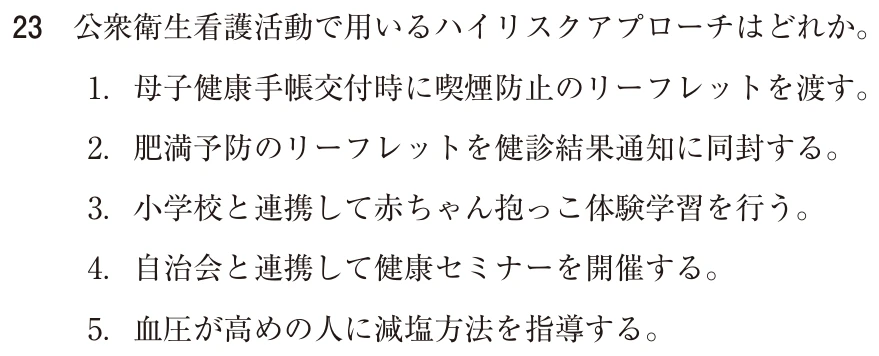 23 公衆衛生看護活動で用いるハイリスクアプローチはどれか。
1. 母子健康手帳交付時に喫煙防止のリーフレットを渡す。
2. 肥満予防のリーフレットを健診結果通知に同封する。
3. 小学校と連携して赤ちゃん抱っこ体験学習を行う。
4. 自治会と連携して健康セミナーを開催する。
5. 血圧が高めの人に減塩方法を指導する。